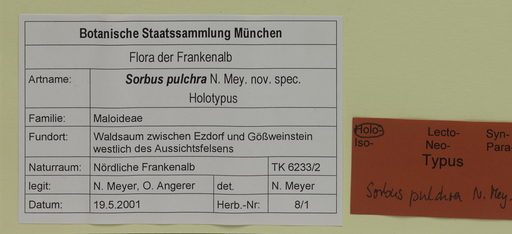 Botanische Staatssammlung München
Flora der Frankenalb
Artname: Sorbus pulchra N. Mey. nov. spec.
Holotypus
Familie: Maloideae
Fundort: Waldsaum zwischen Ezdorf und Gößweinstein
westlich des Aussichtsfelsens
Naturraum: Nördliche Frankenalb TK 6233/2
legit: N. Meyer, O. Angerer det. N. Meyer
Datum: 19.5.2001 Herb.-Nr: 8/1
Holo- Lecto- Syn-
Iso- Neo- Para
Typus
Sorbus pulchra N. Mey.